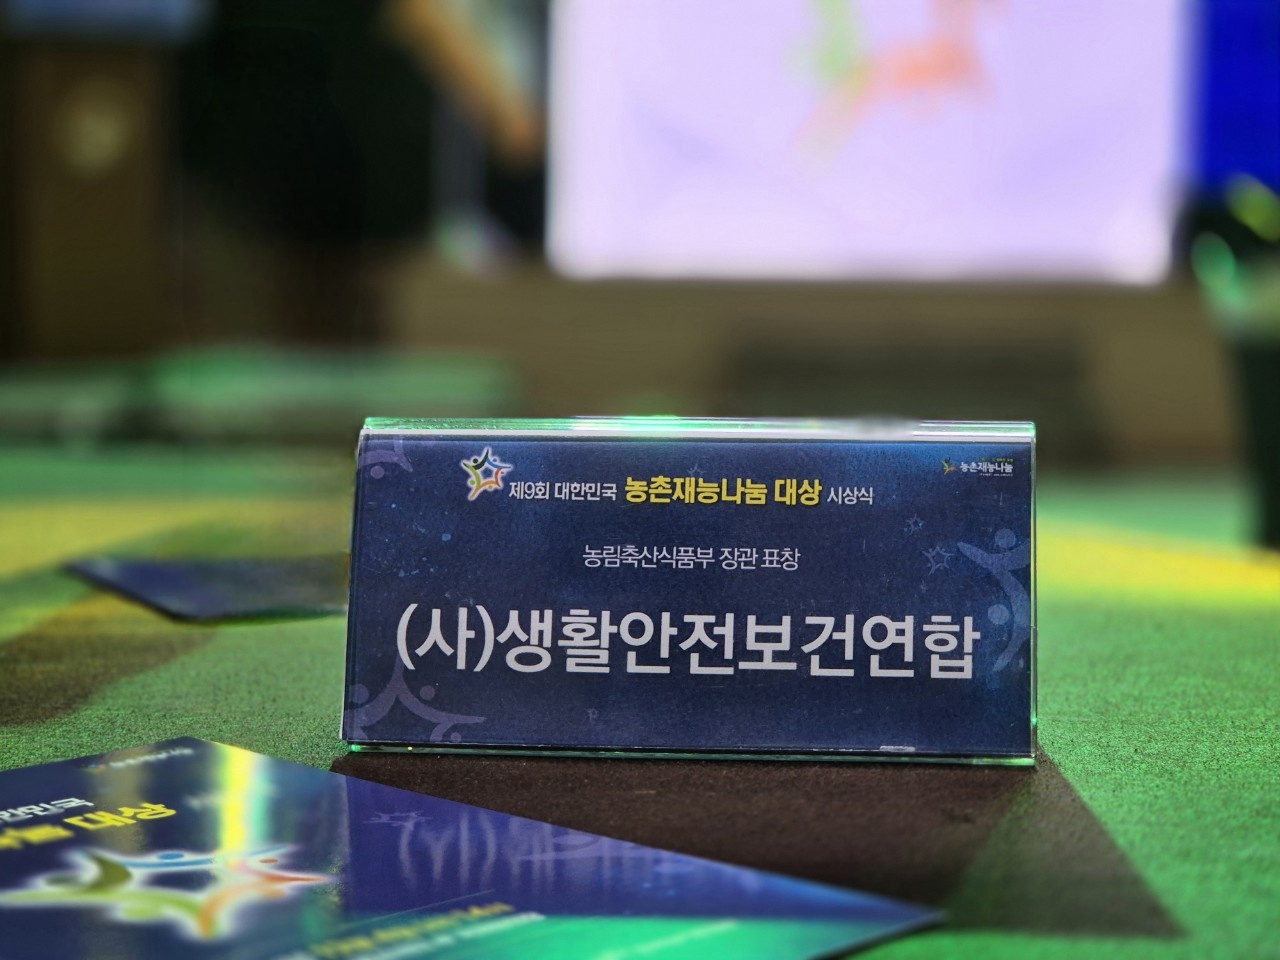 제9회 대한민국 농촌재능나눔 대상 시상식
농촌재능나눔
농림축산식품부 장관 표창
(사)생활안전보건연합
대상